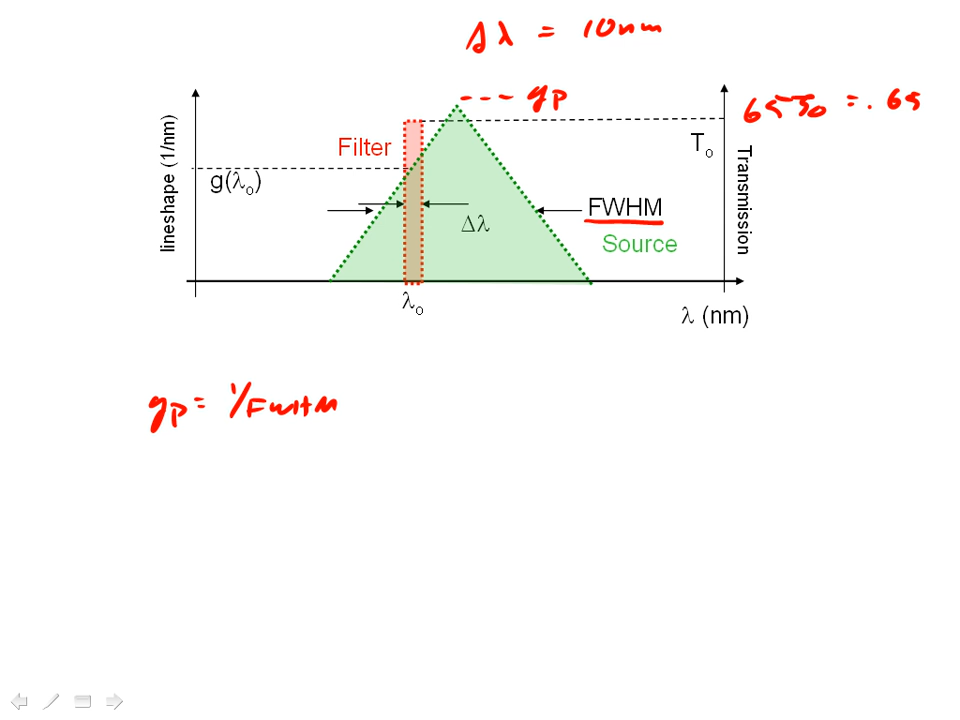 Δλ = 10nm
--- gp
65% = .65
Filter
To
g(λo)
lineshape (1/nm)
Transmission
FWHM
Δλ
Source
λo
λ (nm)
gp = 1/FWHM